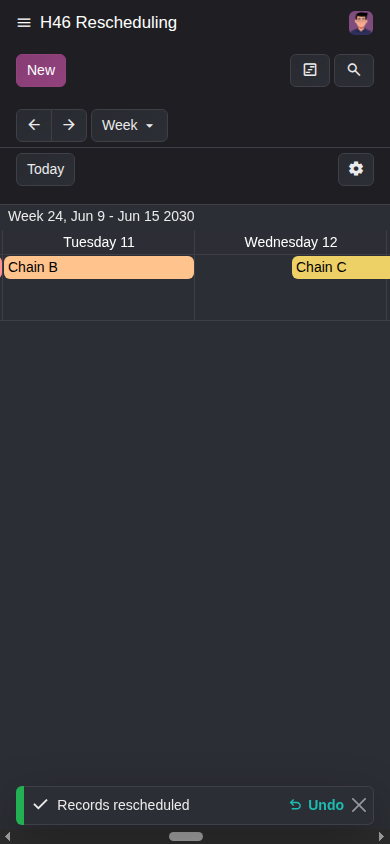 H46 Rescheduling
New
Week
Today
Week 24, Jun 9 - Jun 15 2030
Tuesday 11
Wednesday 12
Chain B
Chain C
Records rescheduled
Undo